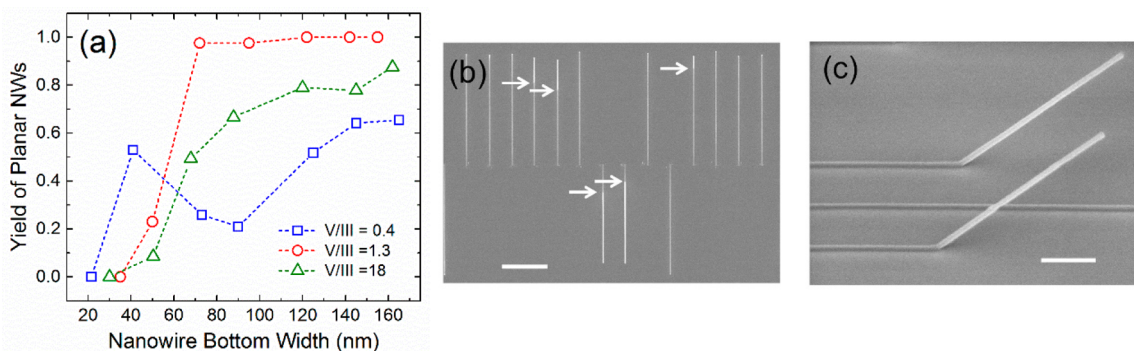 (a)
Yield of Planar NWs
1.0
0.8
0.6
0.4
0.2
0.0
V/III = 0.4
V/III =1.3
V/III =18
20 40 60 80 100 120 140 160
Nanowire Bottom Width (nm)
(b)
(c)